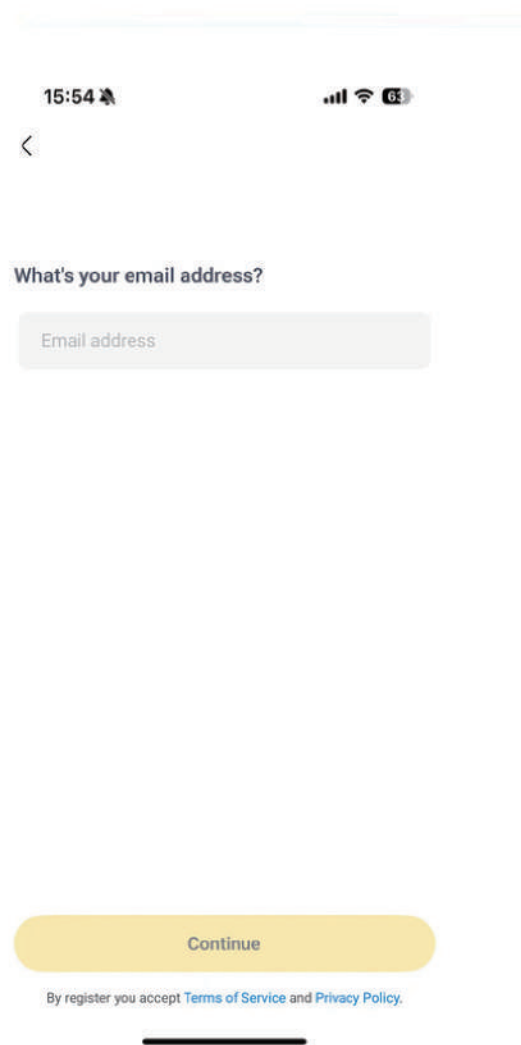 15:54
63
What's your email address?
Email address
Continue
By register you accept Terms of Service and Privacy Policy.